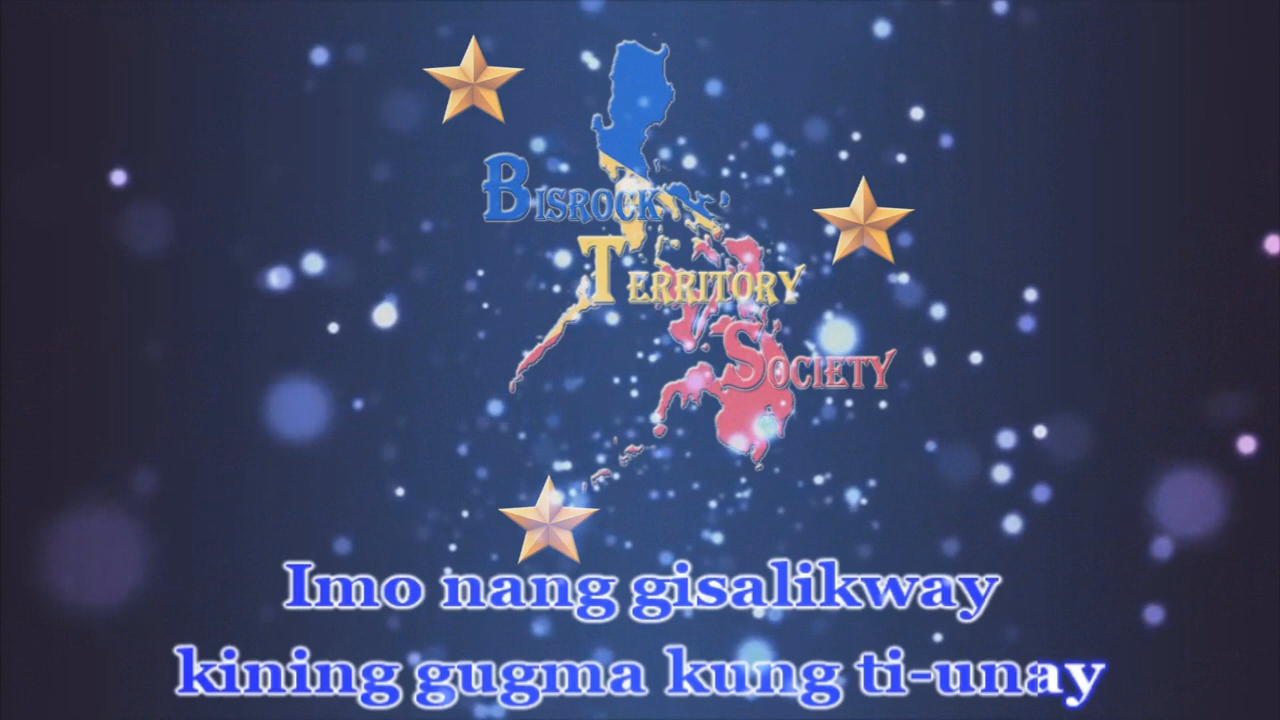 BISROCK
TERRITORY
SOCIETY
Imo nang gisalikway
kining gugma kung ti-unay